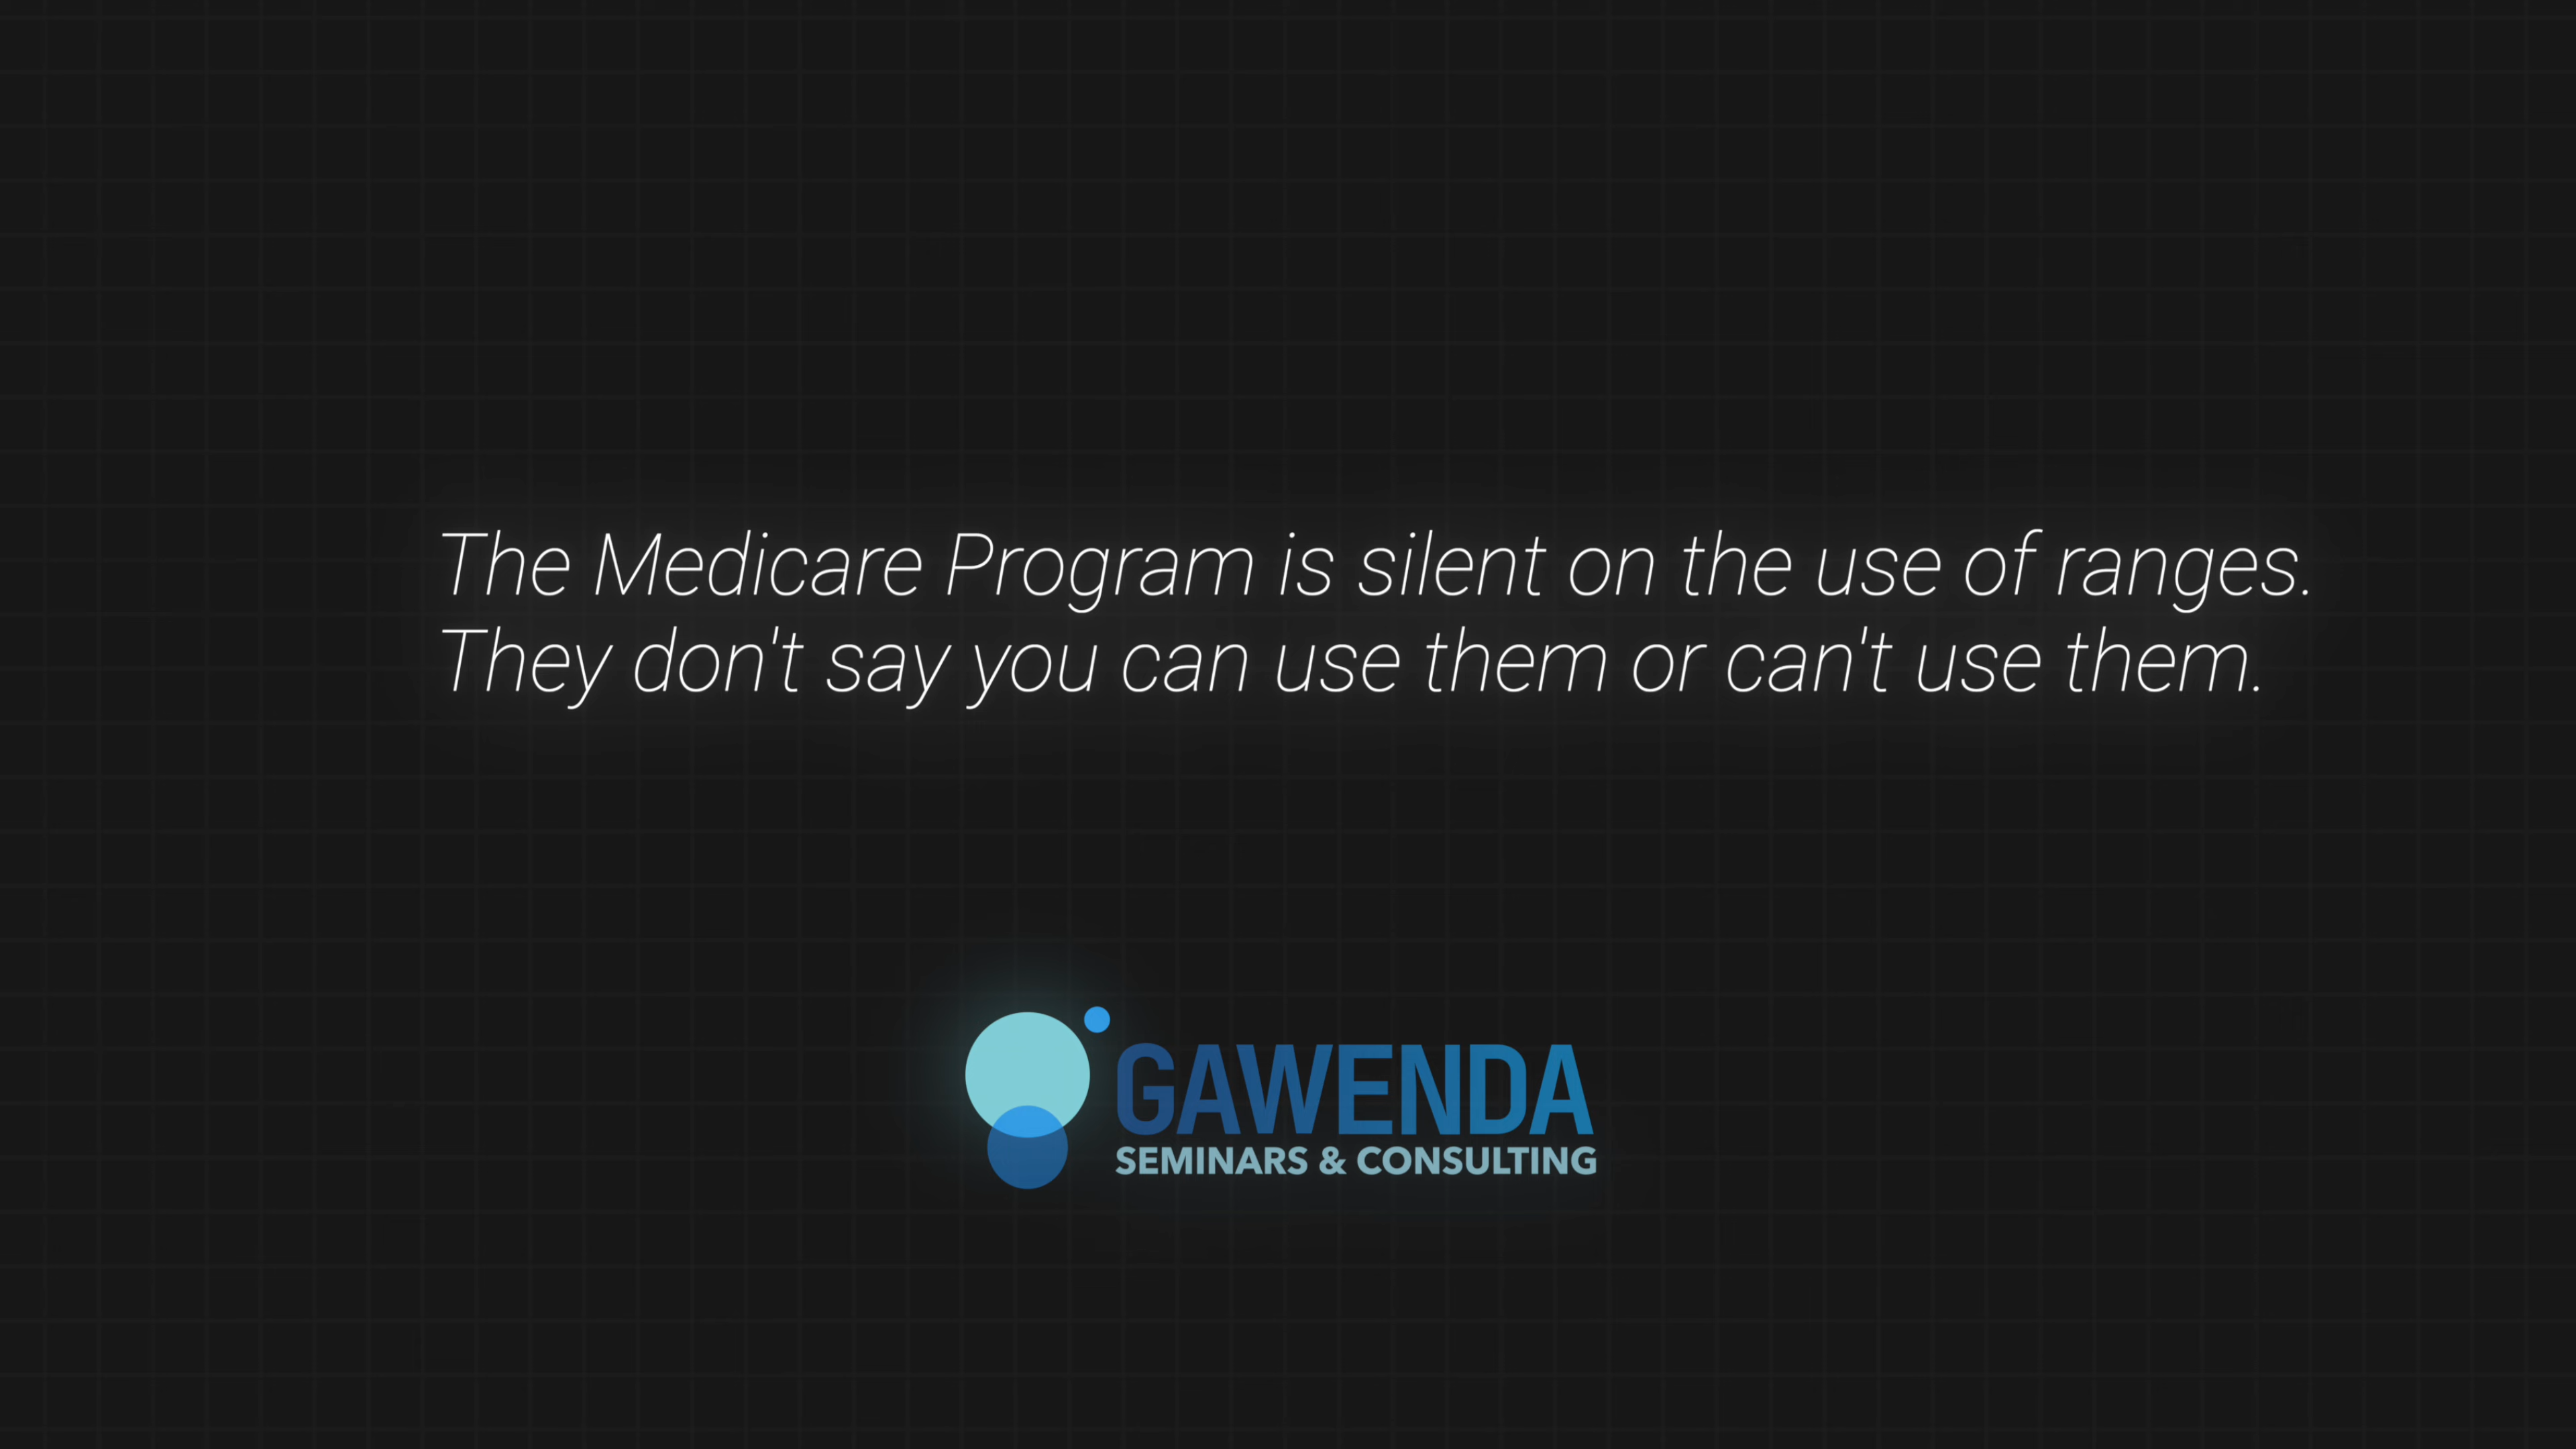 The Medicare Program is silent on the use of ranges.
They don't say you can use them or can't use them.
GAWENDA
SEMINARS & CONSULTING